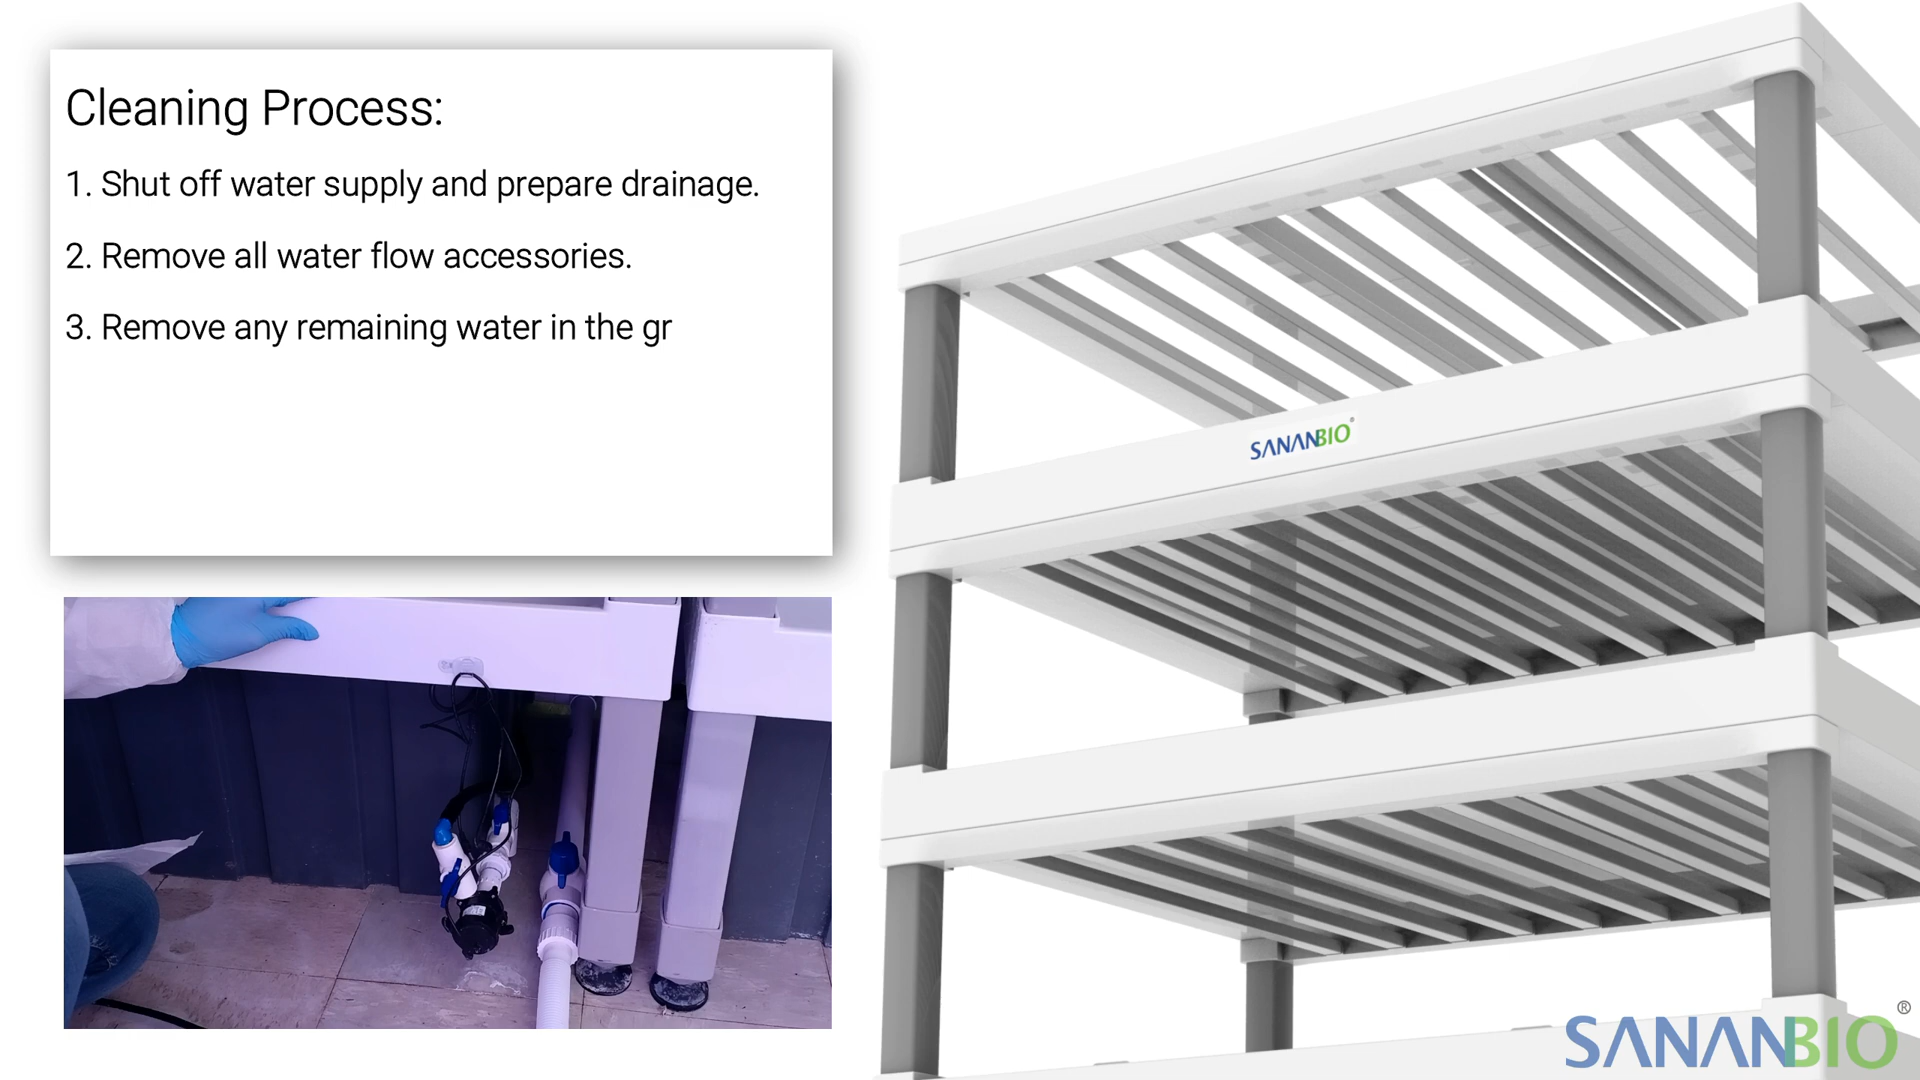 Cleaning Process:
1. Shut off water supply and prepare drainage.
2. Remove all water flow accessories.
3. Remove any remaining water in the gr
SANANBIO
SANANBIO®